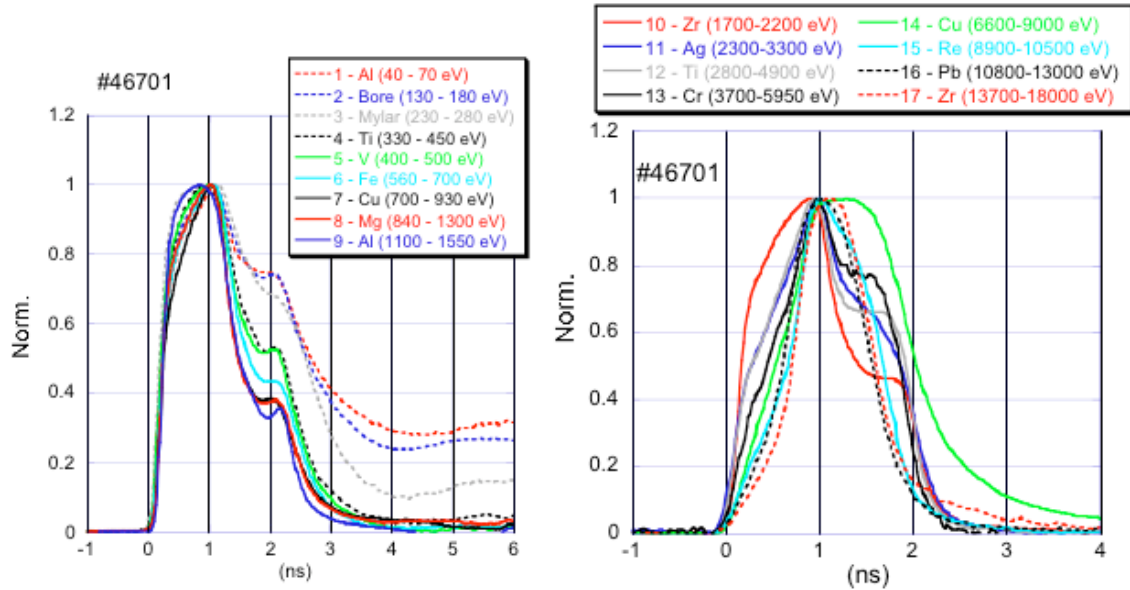 #46701
1 - Al (40 - 70 eV)
2 - Bore (130 - 180 eV)
3 - Mylar (230 - 280 eV)
4 - Ti (330 - 450 eV)
5 - V (400 - 500 eV)
6 - Fe (560 - 700 eV)
7 - Cu (700 - 930 eV)
8 - Mg (840 - 1300 eV)
9 - Al (1100 - 1550 eV)
1.2
1
0.8
0.6
0.4
0.2
0
Norm.
-1 0 1 2 3 4 5 6
(ns)
10 - Zr (1700-2200 eV)
11 - Ag (2300-3300 eV)
12 - Ti (2800-4900 eV)
13 - Cr (3700-5950 eV)
14 - Cu (6600-9000 eV)
15 - Re (8900-10500 eV)
16 - Pb (10800-13000 eV)
17 - Zr (13700-18000 eV)
#46701
1.2
1
0.8
0.6
0.4
0.2
0
Norm.
-1 0 1 2 3 4
(ns)